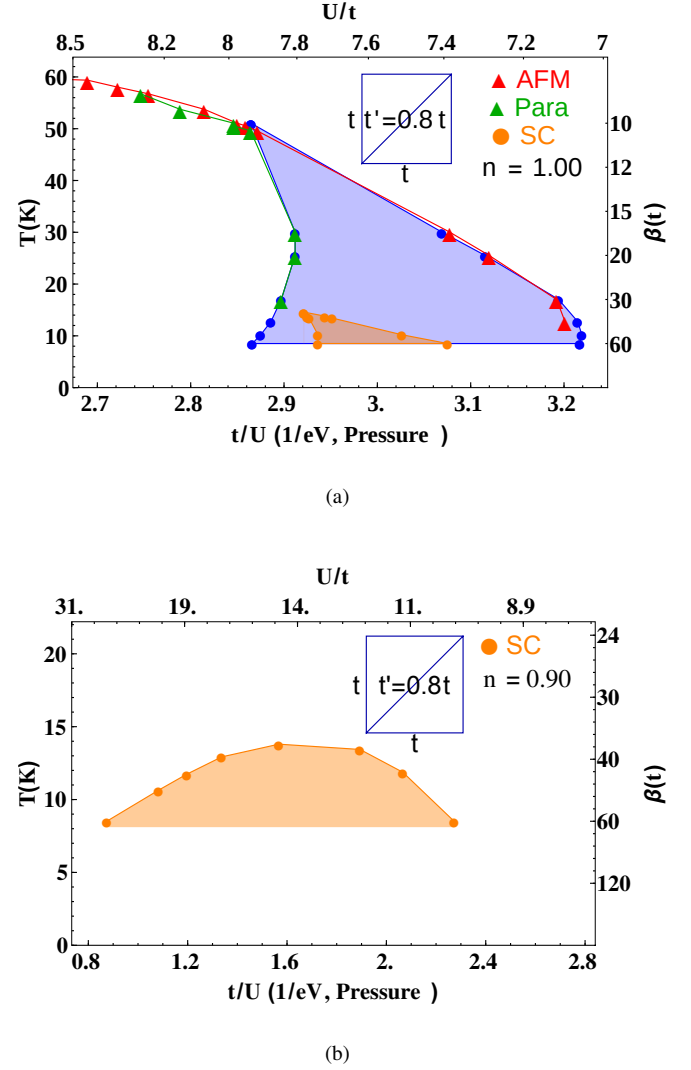 U/t
8.5 8.2 8 7.8 7.6 7.4 7.2 7
60
50
40
30
20
10
0
T(K)
AFM
Para
SC
n = 1.00
t t'=0.8 t
t
10
12
15
20
30
60
β(t)
2.7 2.8 2.9 3. 3.1 3.2
t/U (1/eV, Pressure )
(a)
U/t
31. 19. 14. 11. 8.9
20
15
10
5
0
T(K)
SC
n = 0.90
t t'=0.8t
t
24
30
40
60
120
β(t)
0.8 1.2 1.6 2. 2.4 2.8
t/U (1/eV, Pressure )
(b)